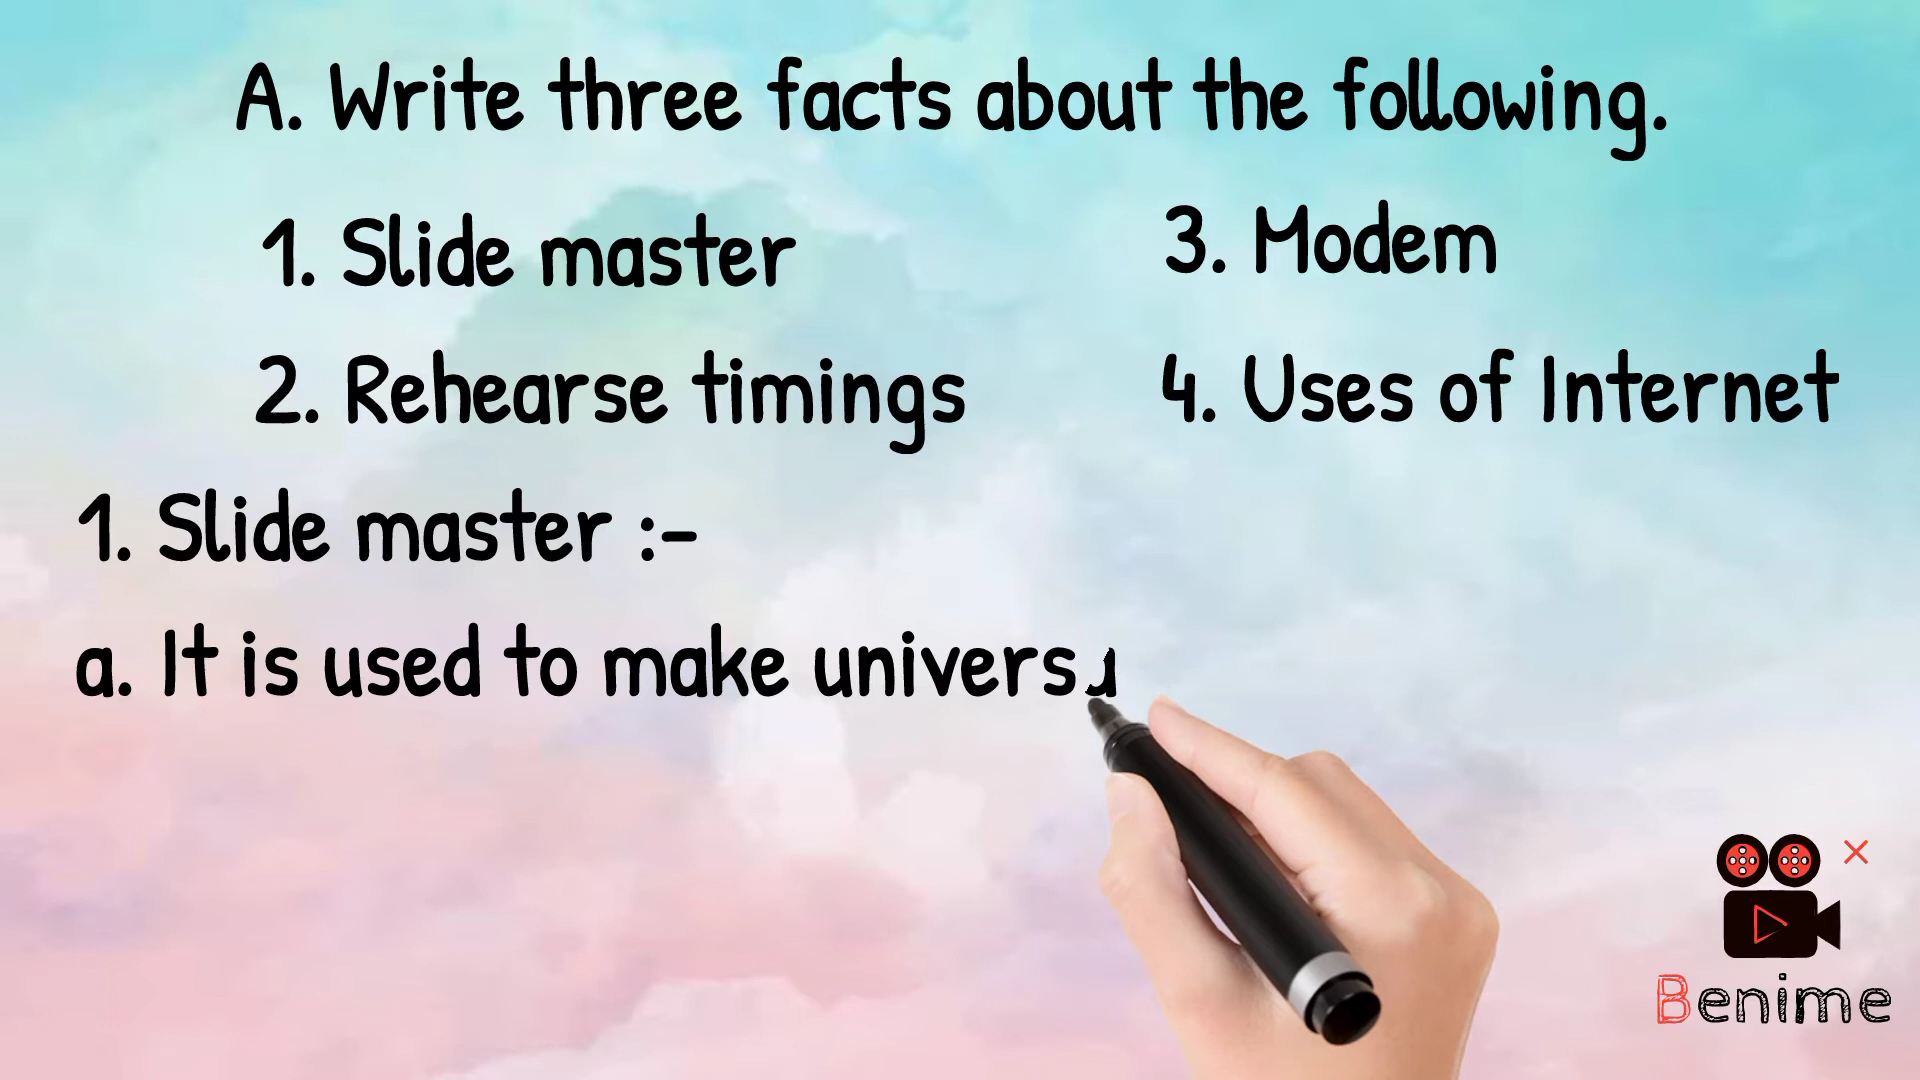 A. Write three facts about the following.
1. Slide master
2. Rehearse timings
3. Modem
4. Uses of Internet
1. Slide master :-
a. It is used to make
Benime